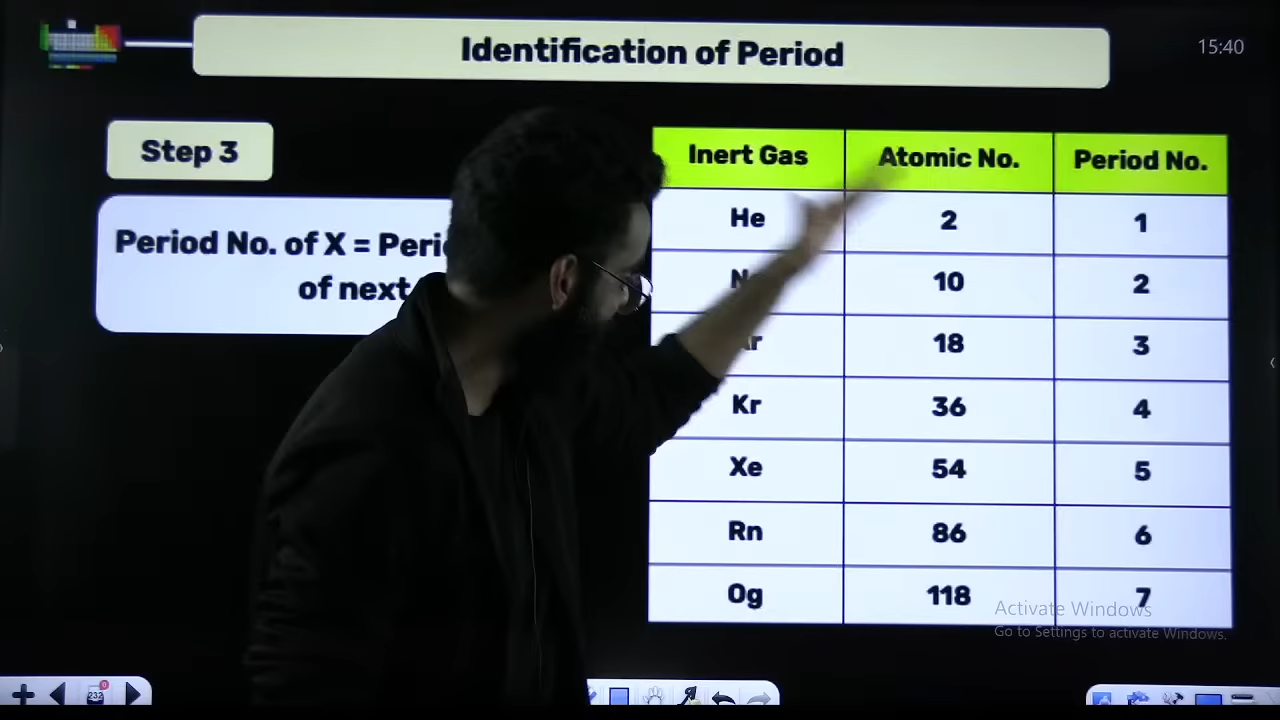 Identification of Period
15:40
Step 3
Period No. of X =
of next
Inert Gas Atomic No. Period No.
He 2 1
10 2
18 3
Kr 36 4
Xe 54 5
Rn 86 6
Og 118 7
Activate Windows
Go to Settings to activate Windows.
232